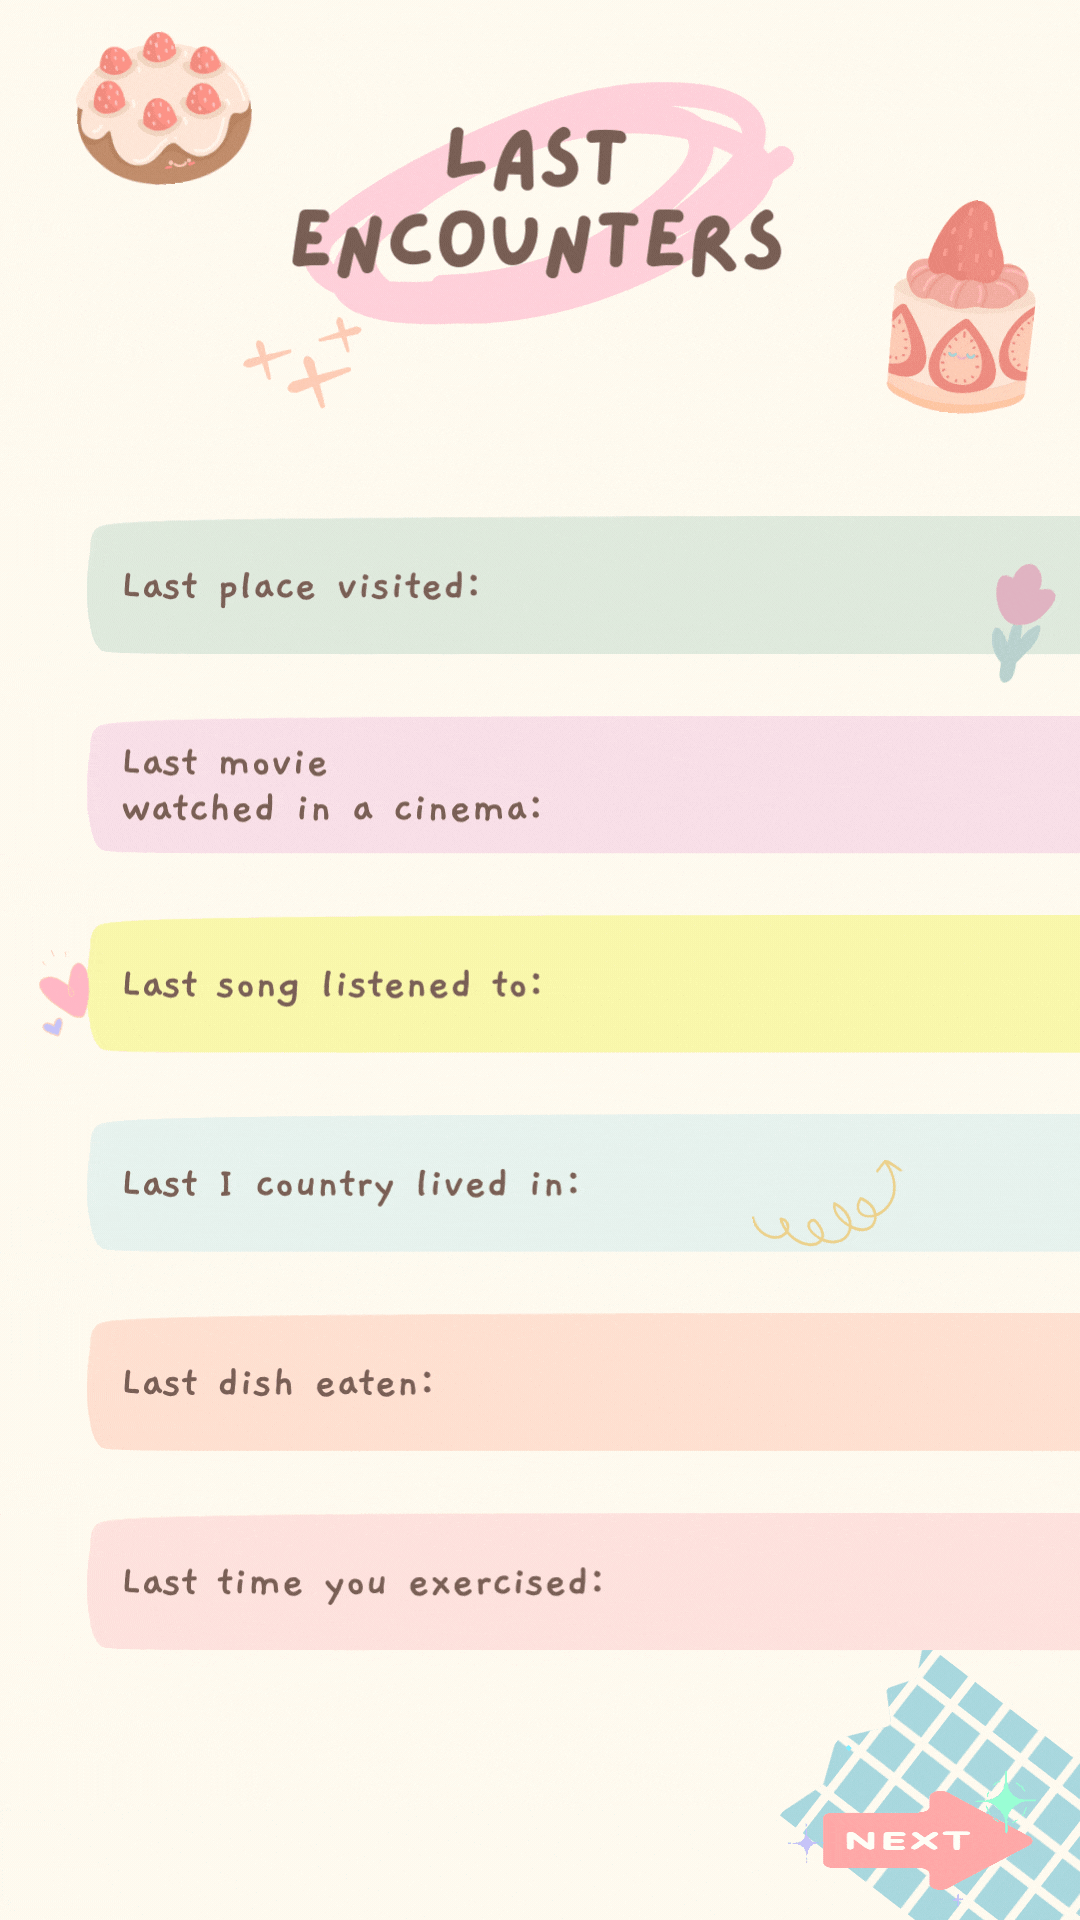 LAST
ENCOUNTERS
Last place visited:
Last movie
watched in a cinema:
Last song listened to:
Last I country lived in:
Last dish eaten:
Last time you exercised:
NEXT